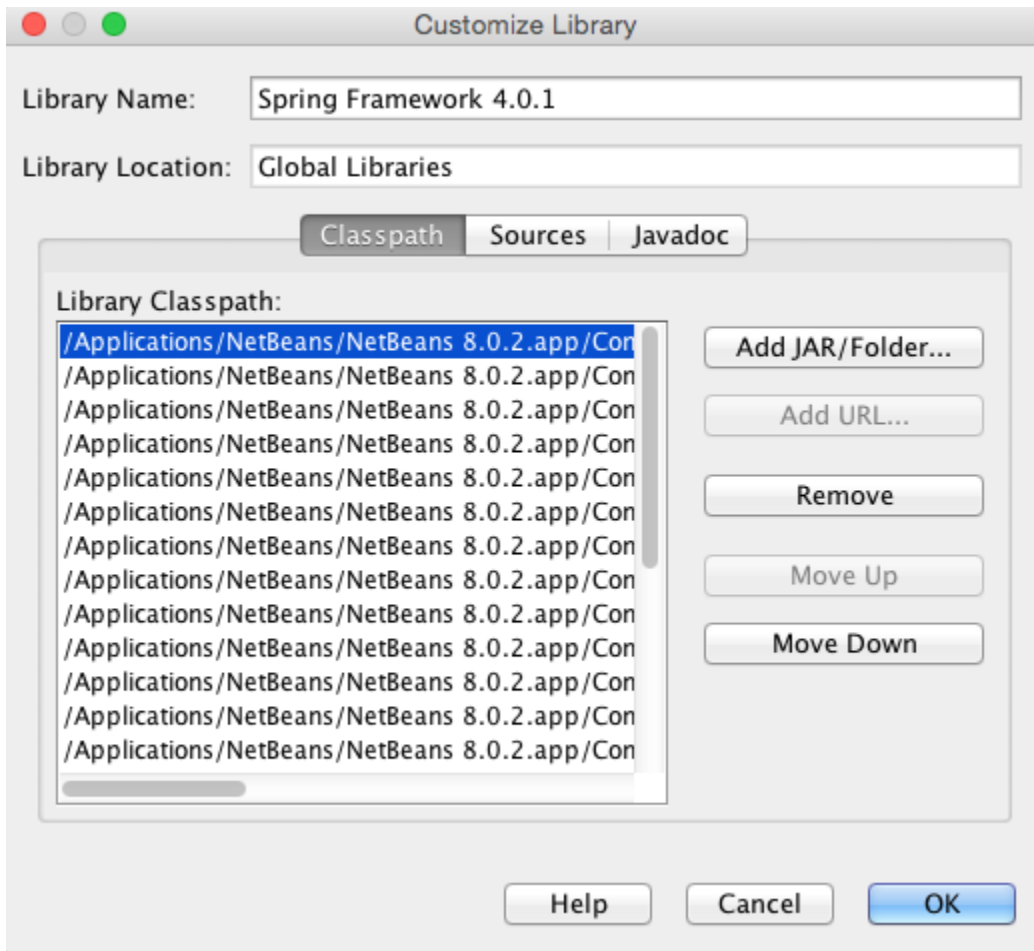 Customize Library
Library Name: Spring Framework 4.0.1
Library Location: Global Libraries
Classpath Sources Javadoc
Library Classpath:
/Applications/NetBeans/NetBeans 8.0.2.app/Con
/Applications/NetBeans/NetBeans 8.0.2.app/Con
/Applications/NetBeans/NetBeans 8.0.2.app/Con
/Applications/NetBeans/NetBeans 8.0.2.app/Con
/Applications/NetBeans/NetBeans 8.0.2.app/Con
/Applications/NetBeans/NetBeans 8.0.2.app/Con
/Applications/NetBeans/NetBeans 8.0.2.app/Con
/Applications/NetBeans/NetBeans 8.0.2.app/Con
/Applications/NetBeans/NetBeans 8.0.2.app/Con
/Applications/NetBeans/NetBeans 8.0.2.app/Con
/Applications/NetBeans/NetBeans 8.0.2.app/Con
/Applications/NetBeans/NetBeans 8.0.2.app/Con
/Applications/NetBeans/NetBeans 8.0.2.app/Con
Add JAR/Folder...
Add URL...
Remove
Move Up
Move Down
Help Cancel OK